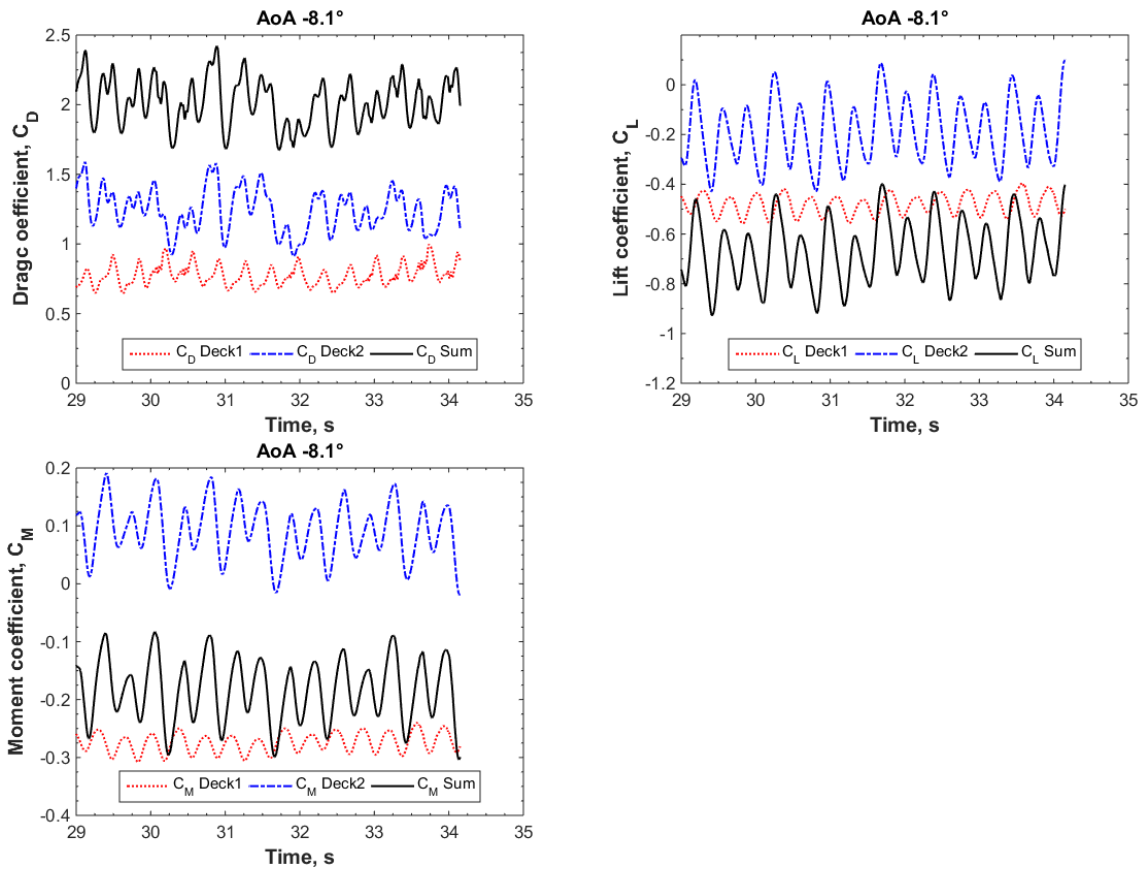 AoA -8.1°
Dragc oefficient, C_D
2.5
2
1.5
1
0.5
0
C_D Deck1 C_D Deck2 C_D Sum
29 30 31 32 33 34 35
Time, s
AoA -8.1°
Lift coefficient, C_L
0
-0.2
-0.4
-0.6
-0.8
-1
-1.2
C_L Deck1 C_L Deck2 C_L Sum
29 30 31 32 33 34 35
Time, s
AoA -8.1°
Moment coefficient, C_M
0.2
0.1
0
-0.1
-0.2
-0.3
-0.4
C_M Deck1 C_M Deck2 C_M Sum
29 30 31 32 33 34 35
Time, s